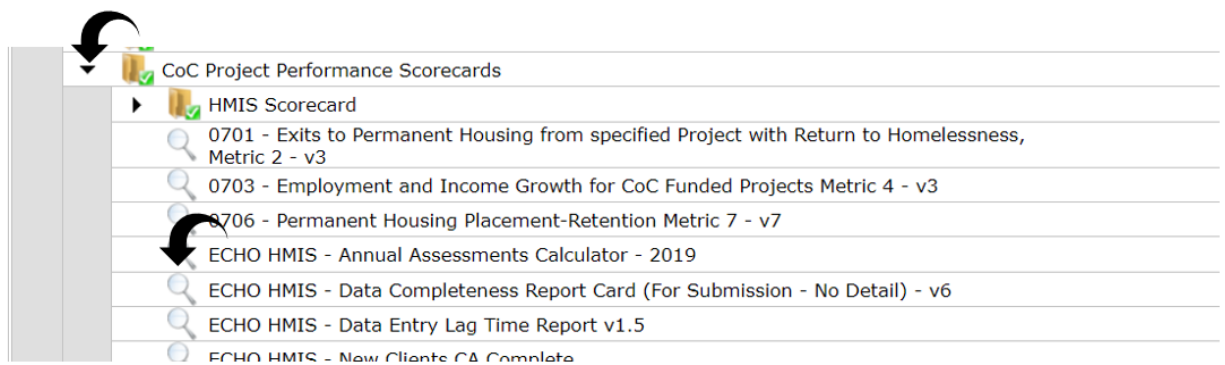 CoC Project Performance Scorecards
HMIS Scorecard
0701 - Exits to Permanent Housing from specified Project with Return to Homelessness,
Metric 2 - v3
0703 - Employment and Income Growth for CoC Funded Projects Metric 4 - v3
0706 - Permanent Housing Placement-Retention Metric 7 - v7
ECHO HMIS - Annual Assessments Calculator - 2019
ECHO HMIS - Data Completeness Report Card (For Submission - No Detail) - v6
ECHO HMIS - Data Entry Lag Time Report v1.5
ECHO HMIS - New Clients CA Complete